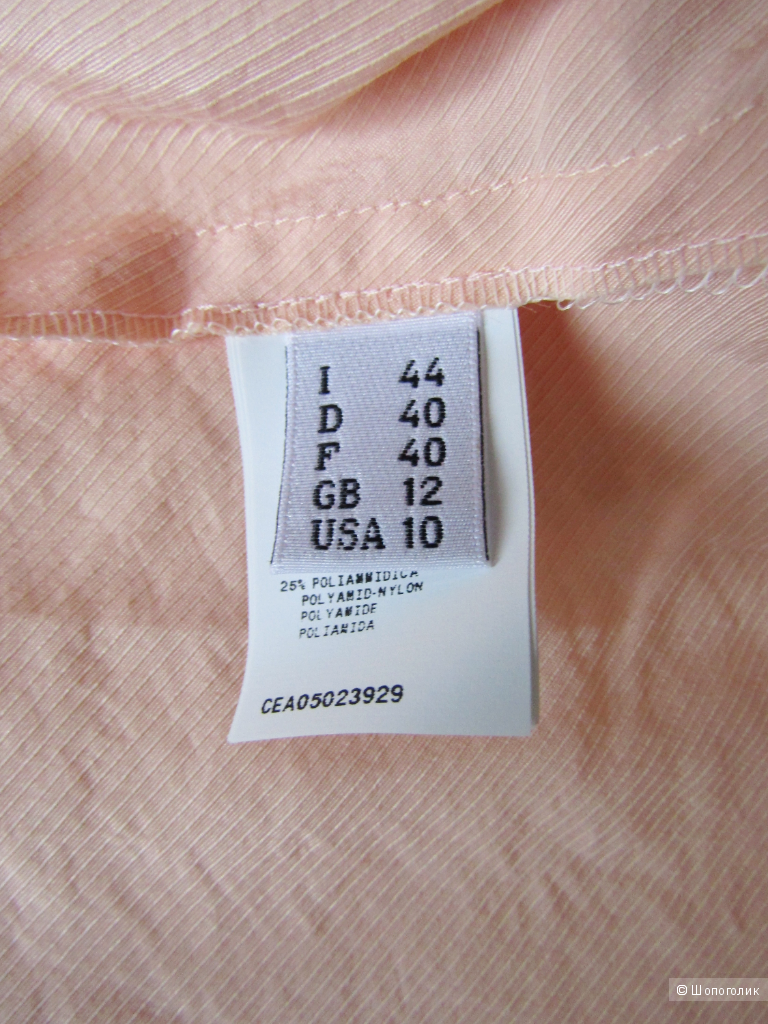 I 44
D 40
F 40
GB 12
USA 10
25% POLIAMMIDICA
POLYAMID-NYLON
POLYAMIDE
POLIAMIDA
CEA05023929
© Шопоголик